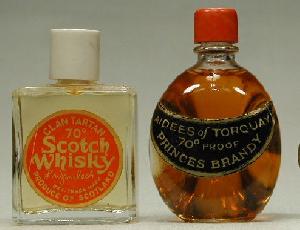 CLAN TARTAN
70°
Scotch
Whisky
PRODUCE OF SCOTLAND
AIDEES of TORQUAY
70° PROOF
PRINCES BRANDY